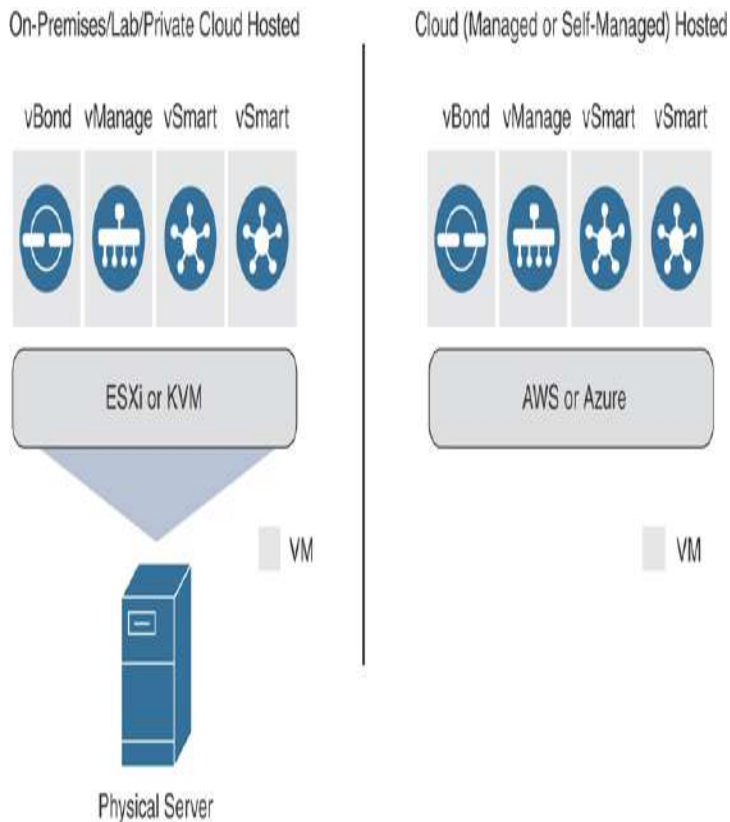 On-Premises/Lab/Private Cloud Hosted
vBond vManage vSmart vSmart
ESXi or KVM
VM
Physical Server
Cloud (Managed or Self-Managed) Hosted
vBond vManage vSmart vSmart
AWS or Azure
VM